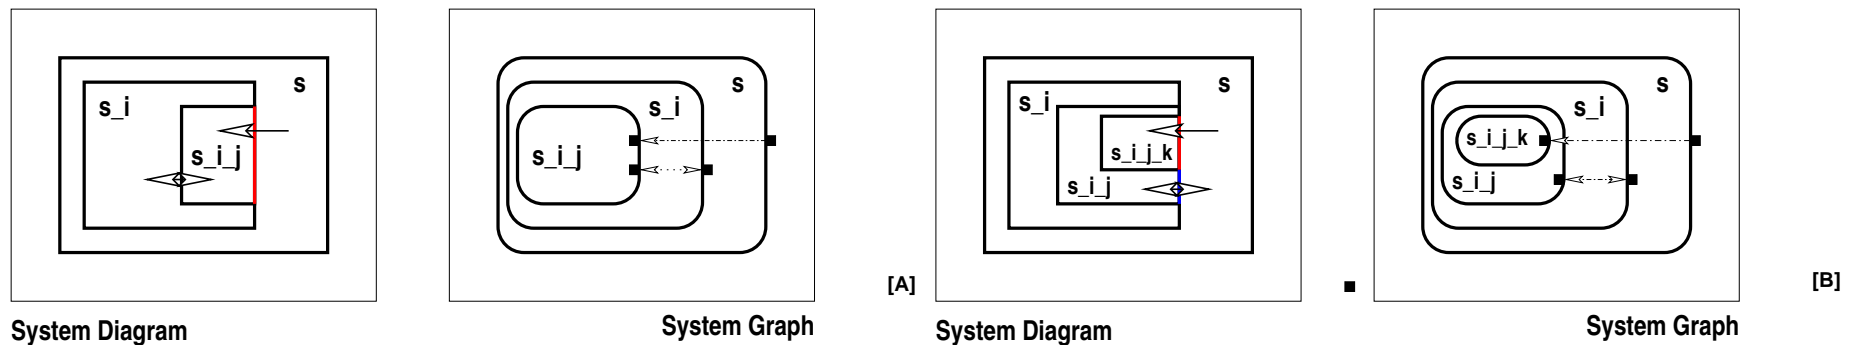 s
s_i
s_i_j
System Diagram
s
s_i
s_i_j
System Graph
[A]
s
s_i
s_i_j_k
s_i_j
System Diagram
s
s_i
s_i_j_k
s_i_j
System Graph
[B]